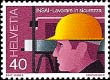 INSAI - Lavorare in sicurezza
HELVETIA
40